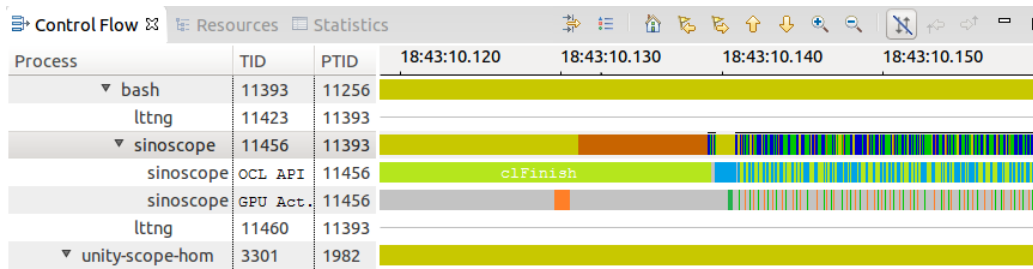 Control Flow Resources Statistics
Process TID PTID 18:43:10.120 18:43:10.130 18:43:10.140 18:43:10.150
bash 11393 11256
lttng 11423 11393
sinoscope 11456 11393
sinoscope OCL API 11456 clFinish
sinoscope GPU Act. 11456
lttng 11460 11393
unity-scope-hom 3301 1982